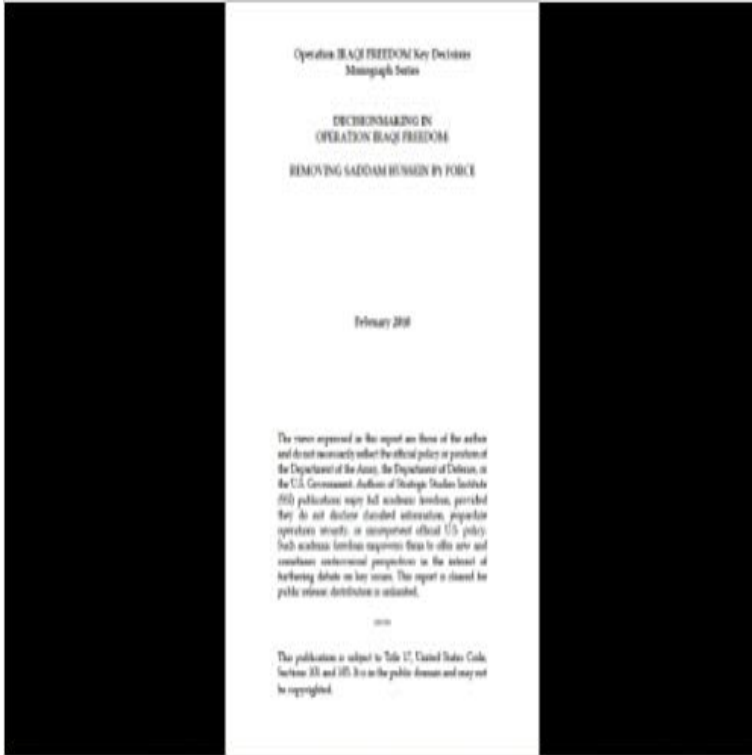 Operation IRAQI FREEDOM Key Decisions
Monograph Series
DECISIONMAKING IN
OPERATION IRAQI FREEDOM:
REMOVING SADDAM HUSSEIN BY FORCE
February 2010
The views expressed in this report are those of the author
and do not necessarily reflect the official policy or position of
the Department of the Army, the Department of Defense, or
the U.S. Government. Authors of Strategic Studies Institute
(SSI) publications enjoy full academic freedom, provided
they do not disclose classified information, jeopardize
operations security, or misrepresent official U.S. policy.
Such academic freedom empowers them to offer new and
sometimes controversial perspectives in the interest of
furthering debate on key issues. This report is cleared for
public release; distribution is unlimited.
*****
This publication is subject to Title 17, United States Code,
Sections 101 and 105. It is in the public domain and may not
be copyrighted.